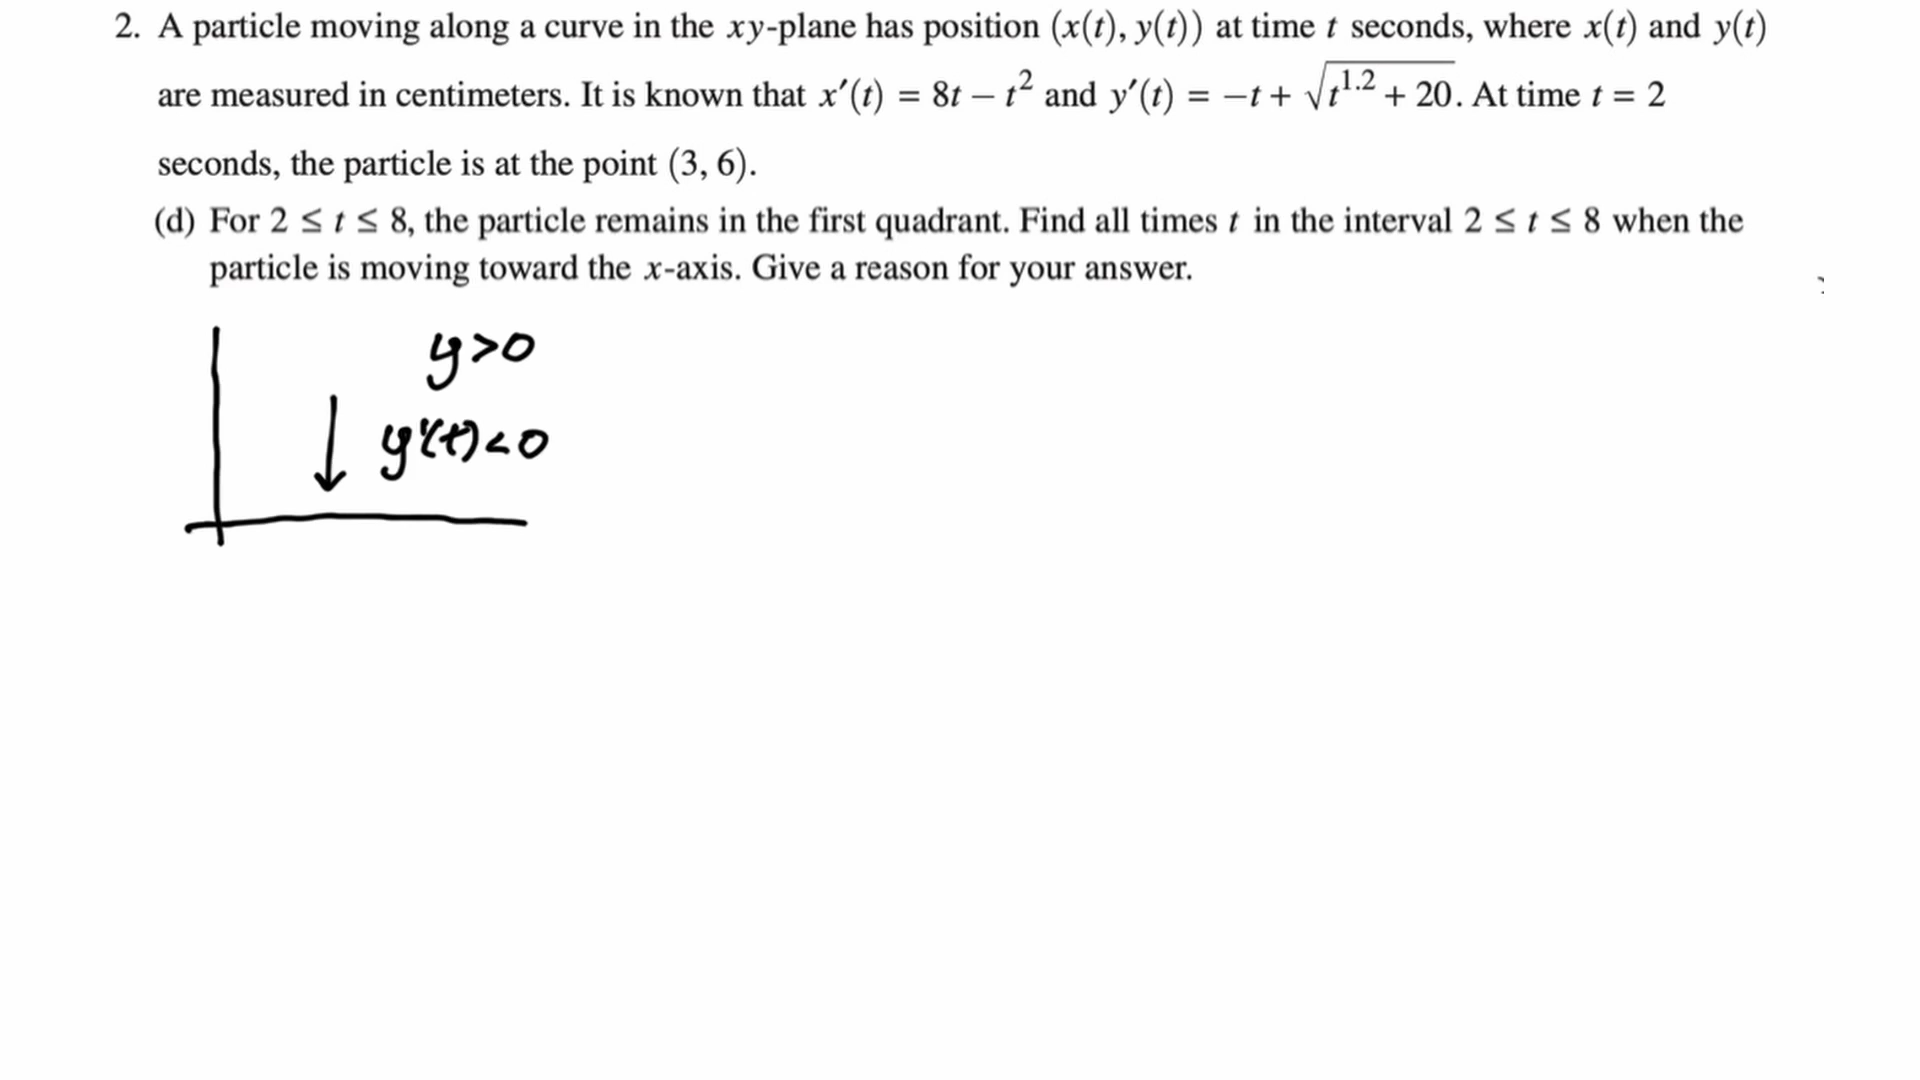 2. A particle moving along a curve in the xy-plane has position (x(t), y(t)) at time t seconds, where x(t) and y(t)
are measured in centimeters. It is known that x′(t) = 8t − t² and y′(t) = −t + √(t^1.2 + 20). At time t = 2
seconds, the particle is at the point (3, 6).
(d) For 2 ≤ t ≤ 8, the particle remains in the first quadrant. Find all times t in the interval 2 ≤ t ≤ 8 when the
particle is moving toward the x-axis. Give a reason for your answer.
y>0
y'(t)<0